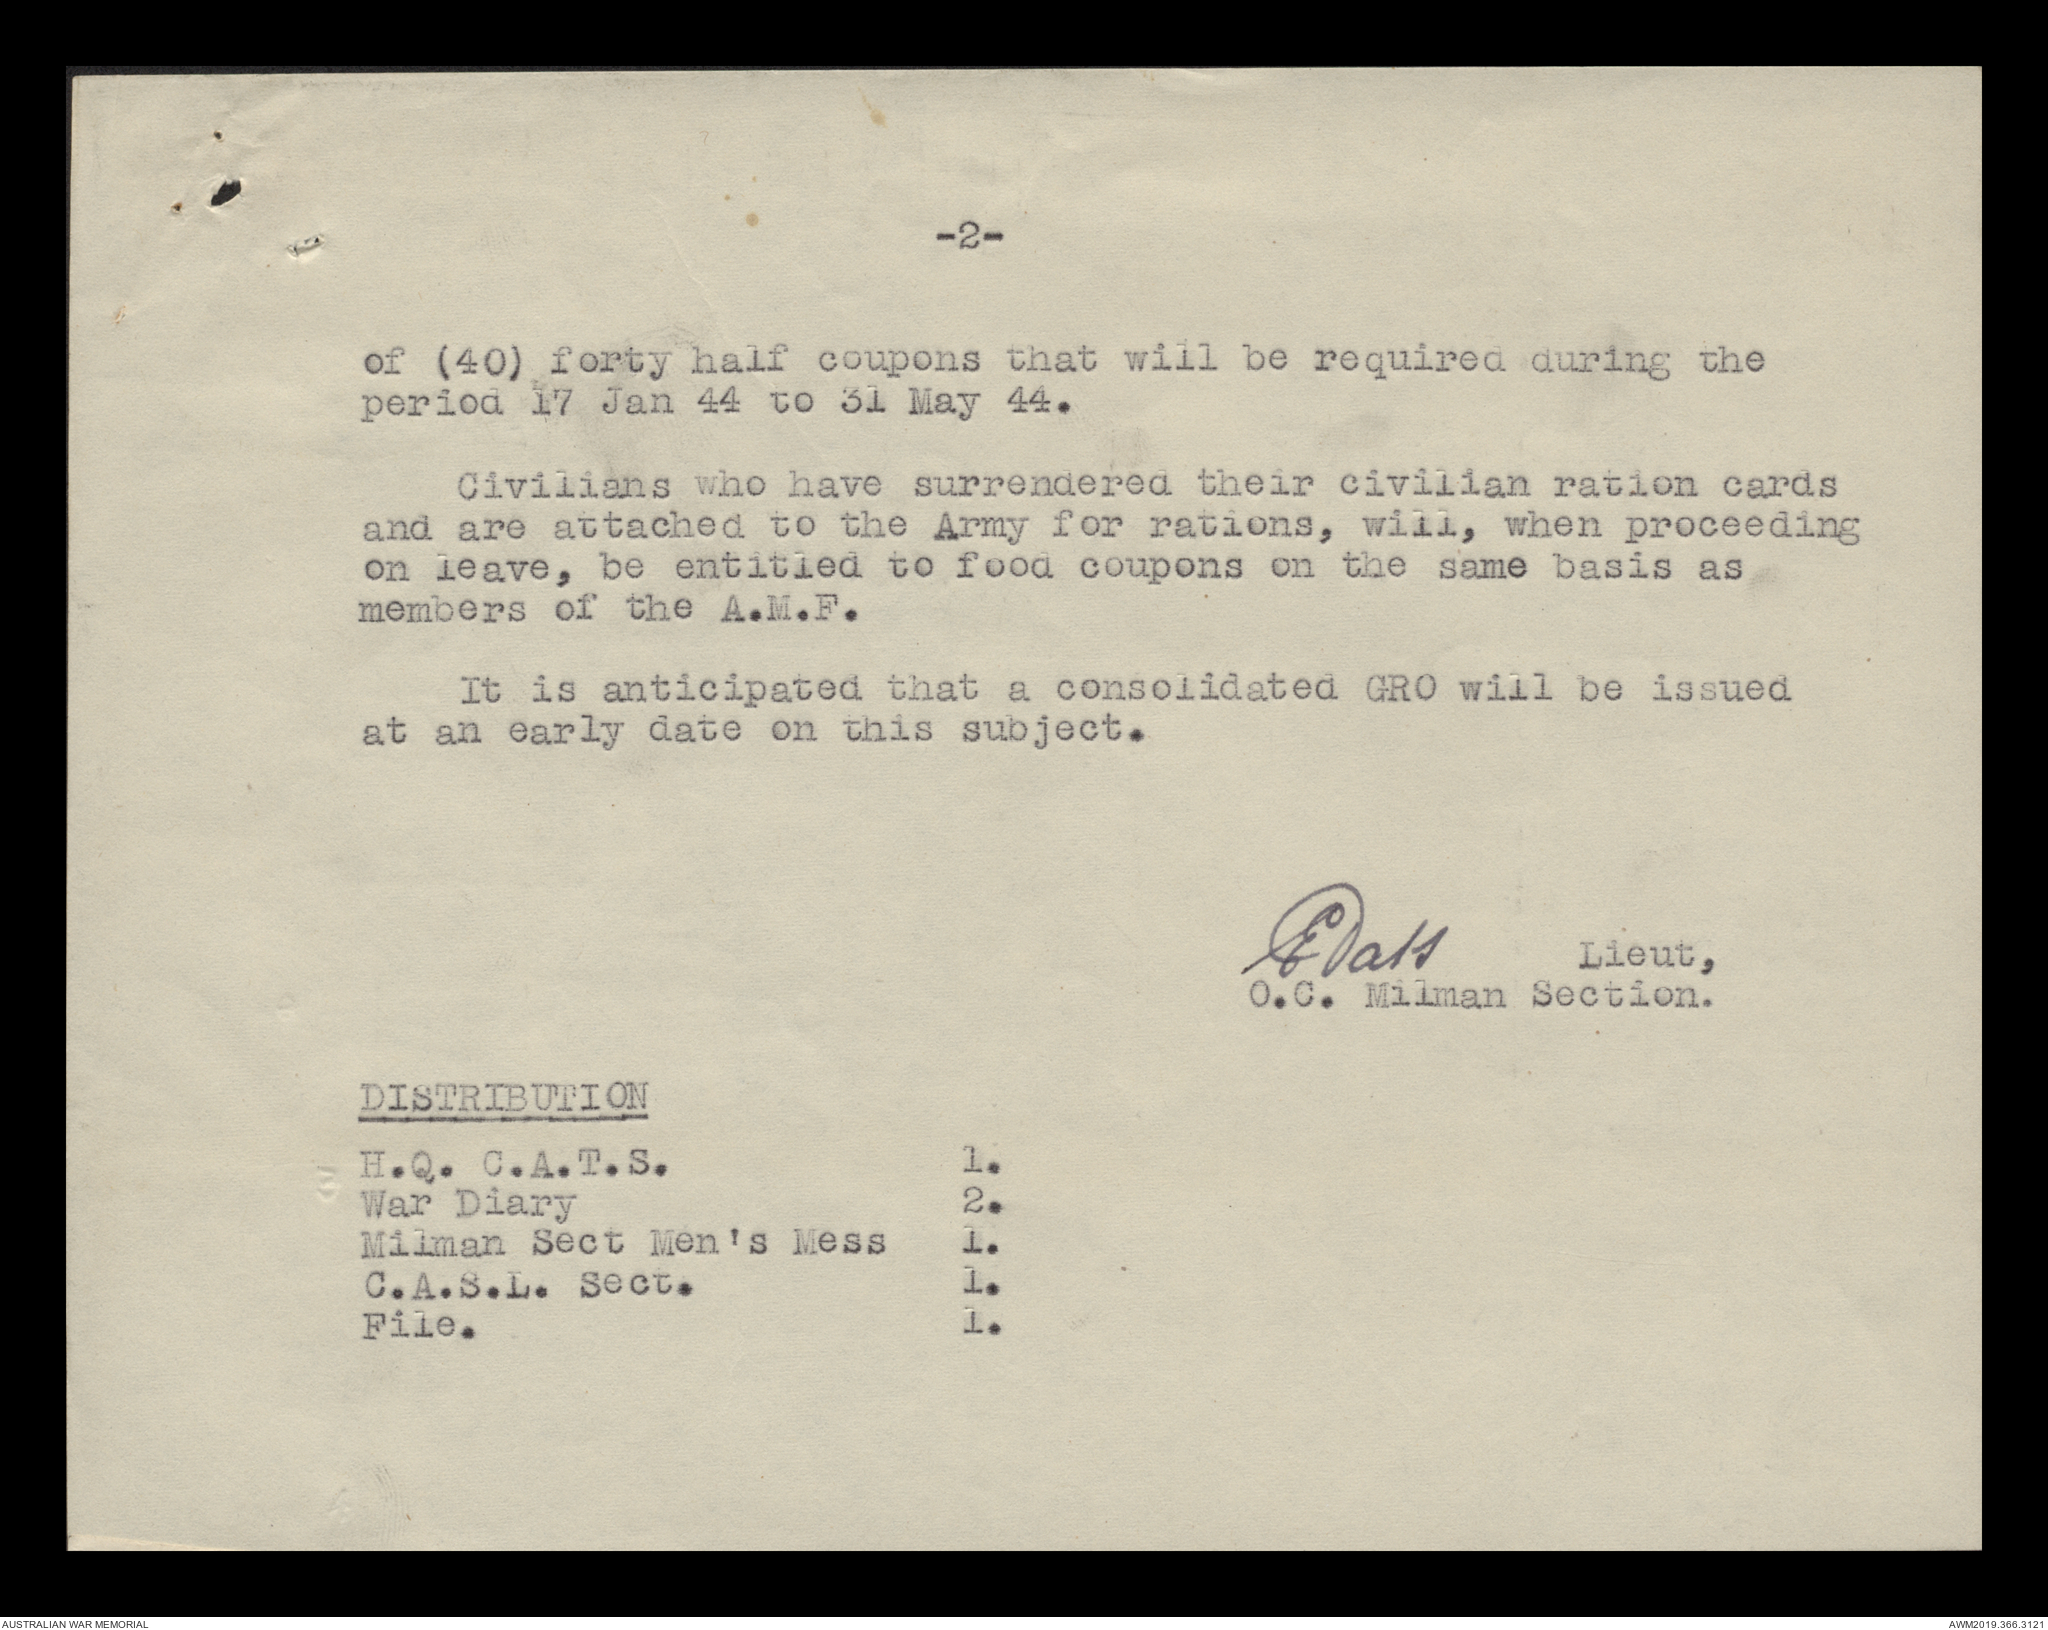 -2-
of (40) forty half coupons that will be required during the
period 17 Jan 44 to 31 May 44.
Civilians who have surrendered their civilian ration cards
and are attached to the Army for rations, will, when proceeding
on leave, be entitled to food coupons on the same basis as
members of the A.M.F.
It is anticipated that a consolidated GRO will be issued
at an early date on this subject.
Lieut,
O.C. Milman Section.
DISTRIBUTION
H.Q. C.A.T.S. 1.
War Diary 2.
Milman Sect Men's Mess 1.
C.A.S.L. Sect. 1.
File. 1.
AUSTRALIAN WAR MEMORIAL
AWM2019.366.3121